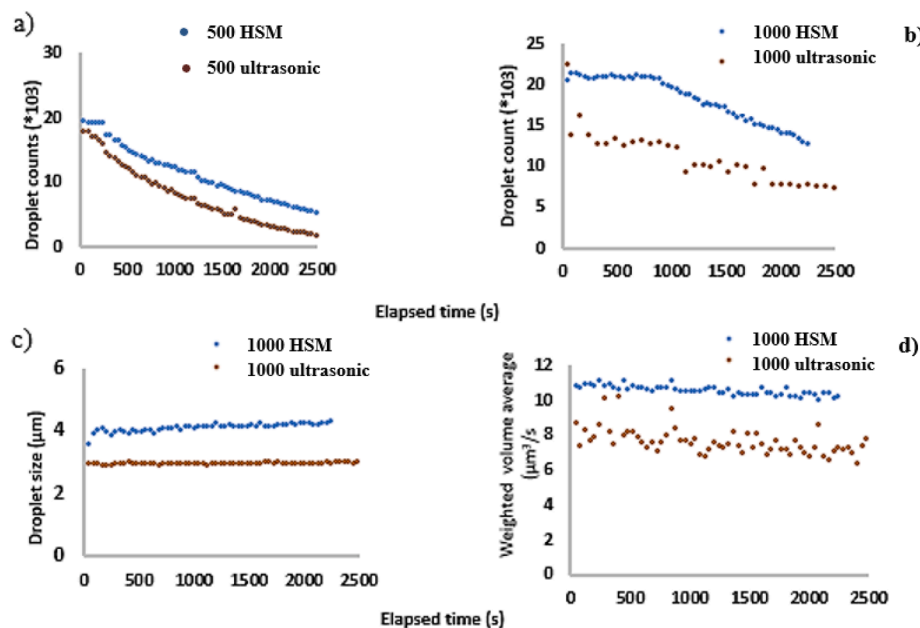 a)
500 HSM
500 ultrasonic
Droplet counts (*103)
30
20
10
0
0 500 1000 1500 2000 2500
b)
1000 HSM
1000 ultrasonic
Droplet count (*103)
25
20
15
10
5
0
0 500 1000 1500 2000 2500
Elapsed time (s)
c)
1000 HSM
1000 ultrasonic
Droplet size (µm)
6
4
2
0
0 500 1000 1500 2000 2500
d)
1000 HSM
1000 ultrasonic
Weighted volume average
(µm³/s)
12
10
8
6
4
2
0
0 500 1000 1500 2000 2500
Elapsed time (s)